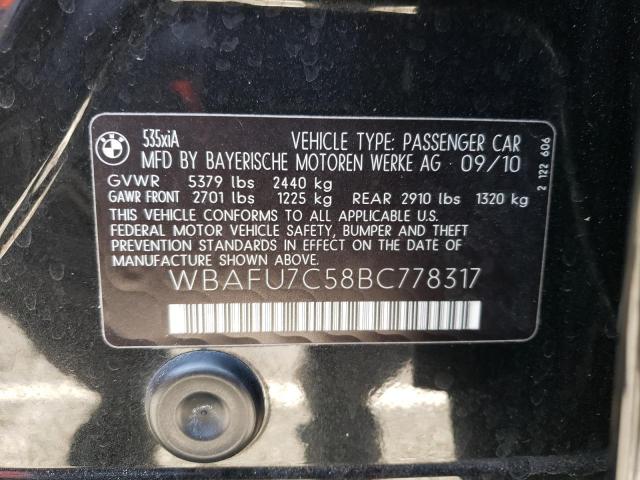 BMW
535xiA
VEHICLE TYPE: PASSENGER CAR
MFD BY BAYERISCHE MOTOREN WERKE AG · 09/10
GVWR 5379 lbs 2440 kg
GAWR FRONT 2701 lbs 1225 kg REAR 2910 lbs 1320 kg
THIS VEHICLE CONFORMS TO ALL APPLICABLE U.S.
FEDERAL MOTOR VEHICLE SAFETY, BUMPER AND THEFT
PREVENTION STANDARDS IN EFFECT ON THE DATE OF
MANUFACTURE SHOWN ABOVE.
WBAFU7C58BC778317
2 122 606